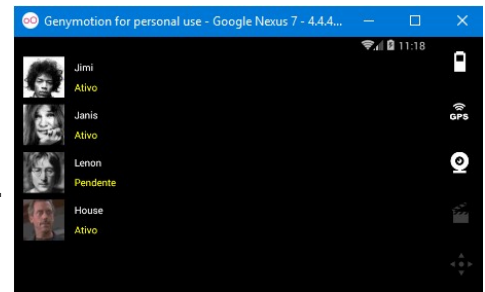 Genymotion for personal use - Google Nexus 7 - 4.4.4...
11:18
Jimi
Ativo
GPS
Janis
Ativo
Lenon
Pendente
House
Ativo